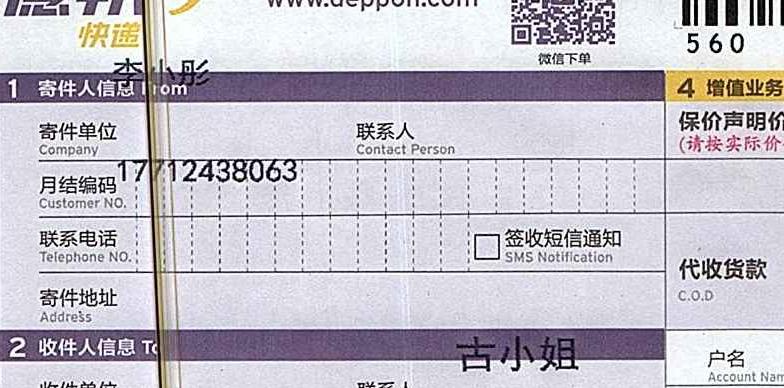 www.deppon.com
快递
微信下单
560
李小彤
1 寄件人信息 From
4 增值业务
寄件单位
Company
联系人
Contact Person
保价声明价
(请按实际价
17712438063
月结编码
Customer NO.
联系电话
Telephone NO.
签收短信通知
SMS Notification
代收货款
C.O.D
寄件地址
Address
2 收件人信息 To
古小姐
户名
Account Nam
收件单位
联系人